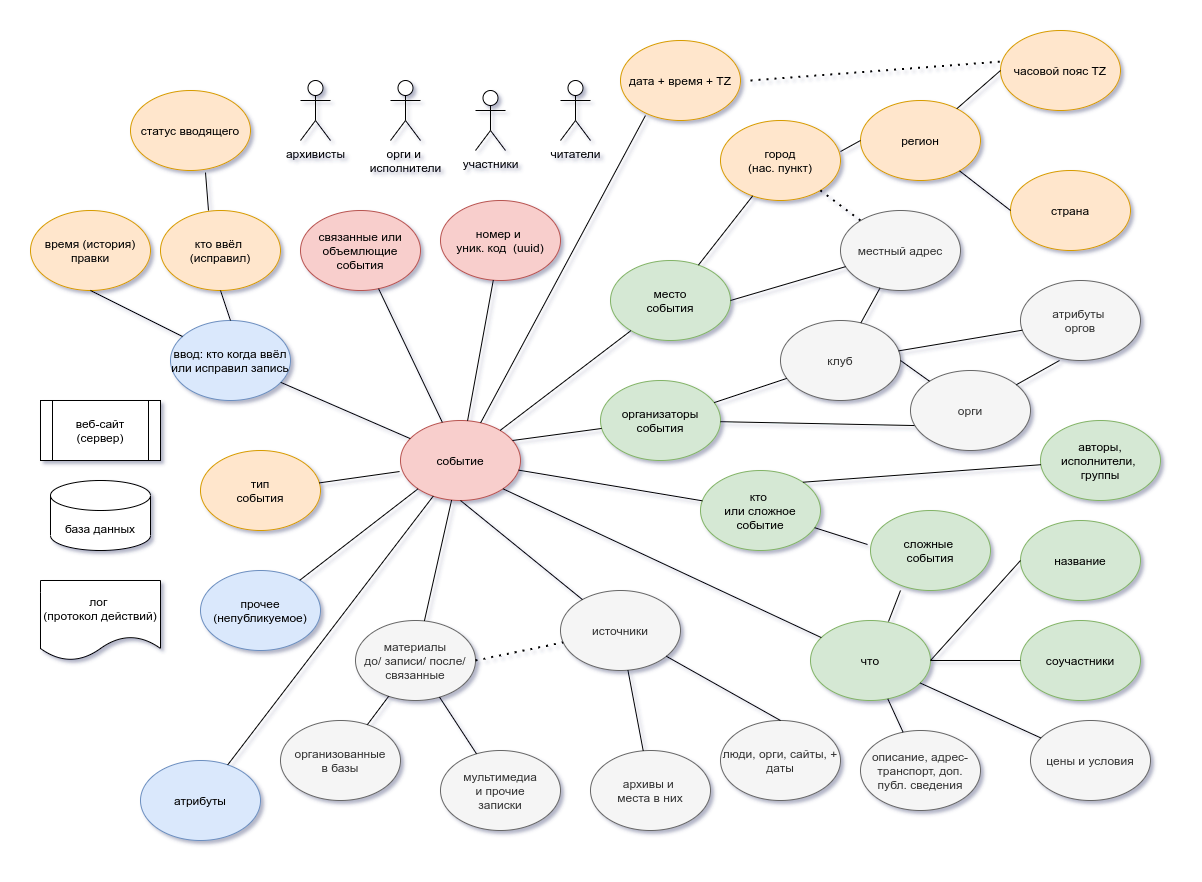 дата + время + TZ
часовой пояс TZ
статус вводящего
архивисты
орги и
исполнители
участники
читатели
город
(нас. пункт)
регион
страна
время (история)
правки
кто ввёл
(исправил)
связанные или
объемлющие
события
номер и
уник. код (uuid)
местный адрес
место
события
атрибуты
оргов
ввод: кто когда ввёл
или исправил запись
клуб
орги
организаторы
события
веб-сайт
(сервер)
событие
авторы,
исполнители,
группы
тип
события
кто
или сложное
событие
база данных
сложные
события
название
лог
(протокол действий)
прочее
(непубликуемое)
материалы
до/ записи/ после/
связанные
источники
что
соучастники
организованные
в базы
мультимедиа
и прочие
записки
архивы и
места в них
люди, орги, сайты, +
даты
описание, адрес-
транспорт, доп.
публ. сведения
цены и условия
атрибуты